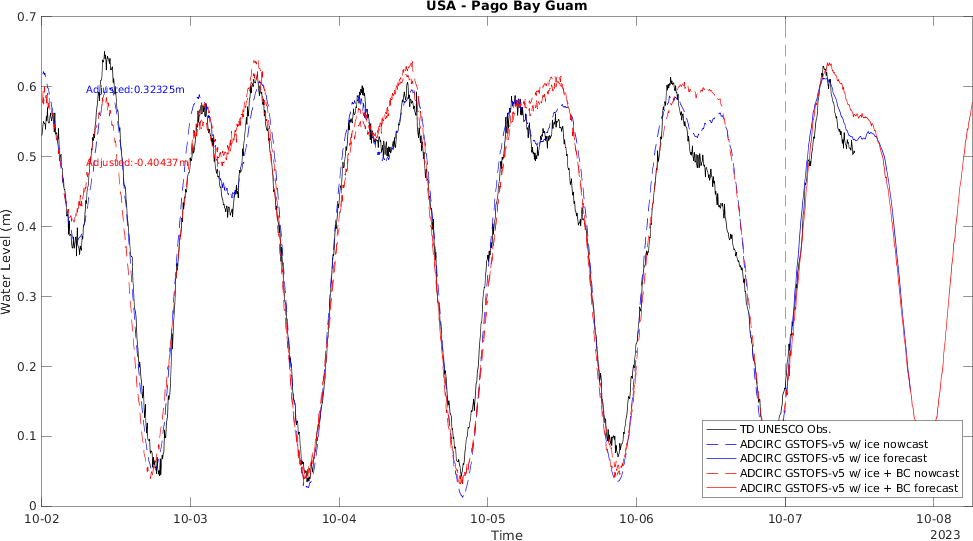 USA - Pago Bay Guam
0.7
0.6
0.5
0.4
0.3
0.2
0.1
0
Water Level (m)
Adjusted:0.32325m
Adjusted:-0.40437m
TD UNESCO Obs.
ADCIRC GSTOFS-v5 w/ ice nowcast
ADCIRC GSTOFS-v5 w/ ice forecast
ADCIRC GSTOFS-v5 w/ ice + BC nowcast
ADCIRC GSTOFS-v5 w/ ice + BC forecast
10-02 10-03 10-04 10-05 10-06 10-07 10-08
Time
2023